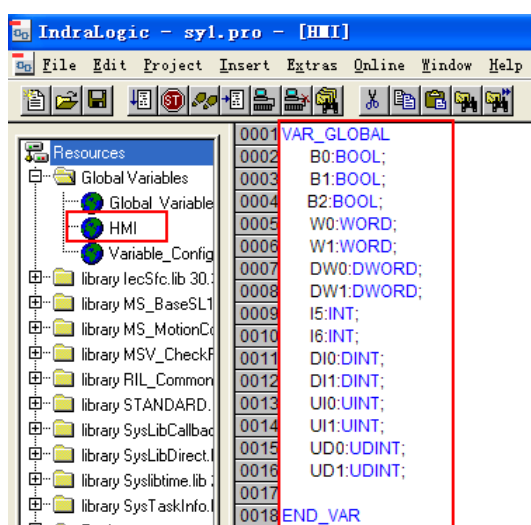 IndraLogic - sy1.pro - [HMI]
File Edit Project Insert Extras Online Window Help
Resources
Global Variables
Global Variable
HMI
Variable_Config
library IecSfc.lib 30.
library MS_BaseSL1
library MS_MotionCo
library MSV_CheckF
library RIL_Common
library STANDARD.
library SysLibCallbac
library SysLibDirect.l
library Syslibtime.lib
library SysTaskInfo.l
0001 VAR_GLOBAL
0002 B0:BOOL;
0003 B1:BOOL;
0004 B2:BOOL;
0005 W0:WORD;
0006 W1:WORD;
0007 DW0:DWORD;
0008 DW1:DWORD;
0009 I5:INT;
0010 I6:INT;
0011 DI0:DINT;
0012 DI1:DINT;
0013 UI0:UINT;
0014 UI1:UINT;
0015 UD0:UDINT;
0016 UD1:UDINT;
0017
0018 END_VAR